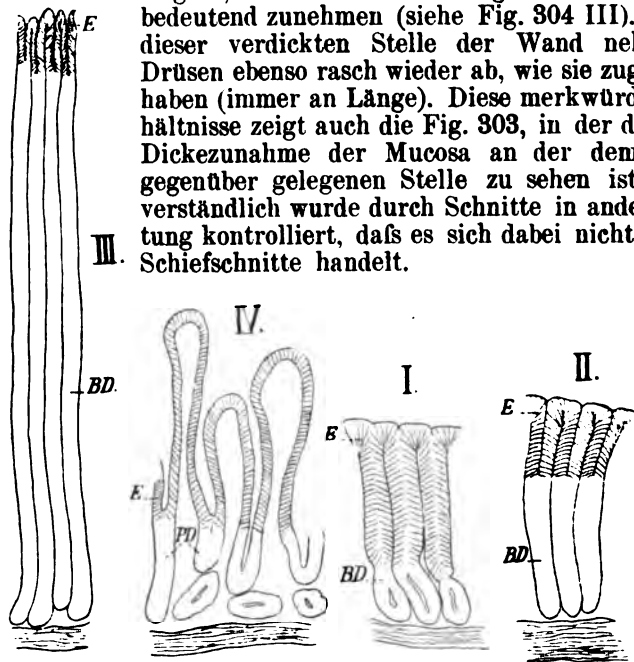 bedeutend zunehmen (siehe Fig. 304 III).
dieser verdickten Stelle der Wand nel
Drüsen ebenso rasch wieder ab, wie sie zug
haben (immer an Länge). Diese merkwürd
hältnisse zeigt auch die Fig. 303, in der d
Dickezunahme der Mucosa an der dem
gegenüber gelegenen Stelle zu sehen ist
verständlich wurde durch Schnitte in ande
tung kontrolliert, daſs es sich dabei nicht
Schiefschnitte handelt.
E
III.
BD.
IV.
E
PD
I.
E
BD.
II.
E
BD